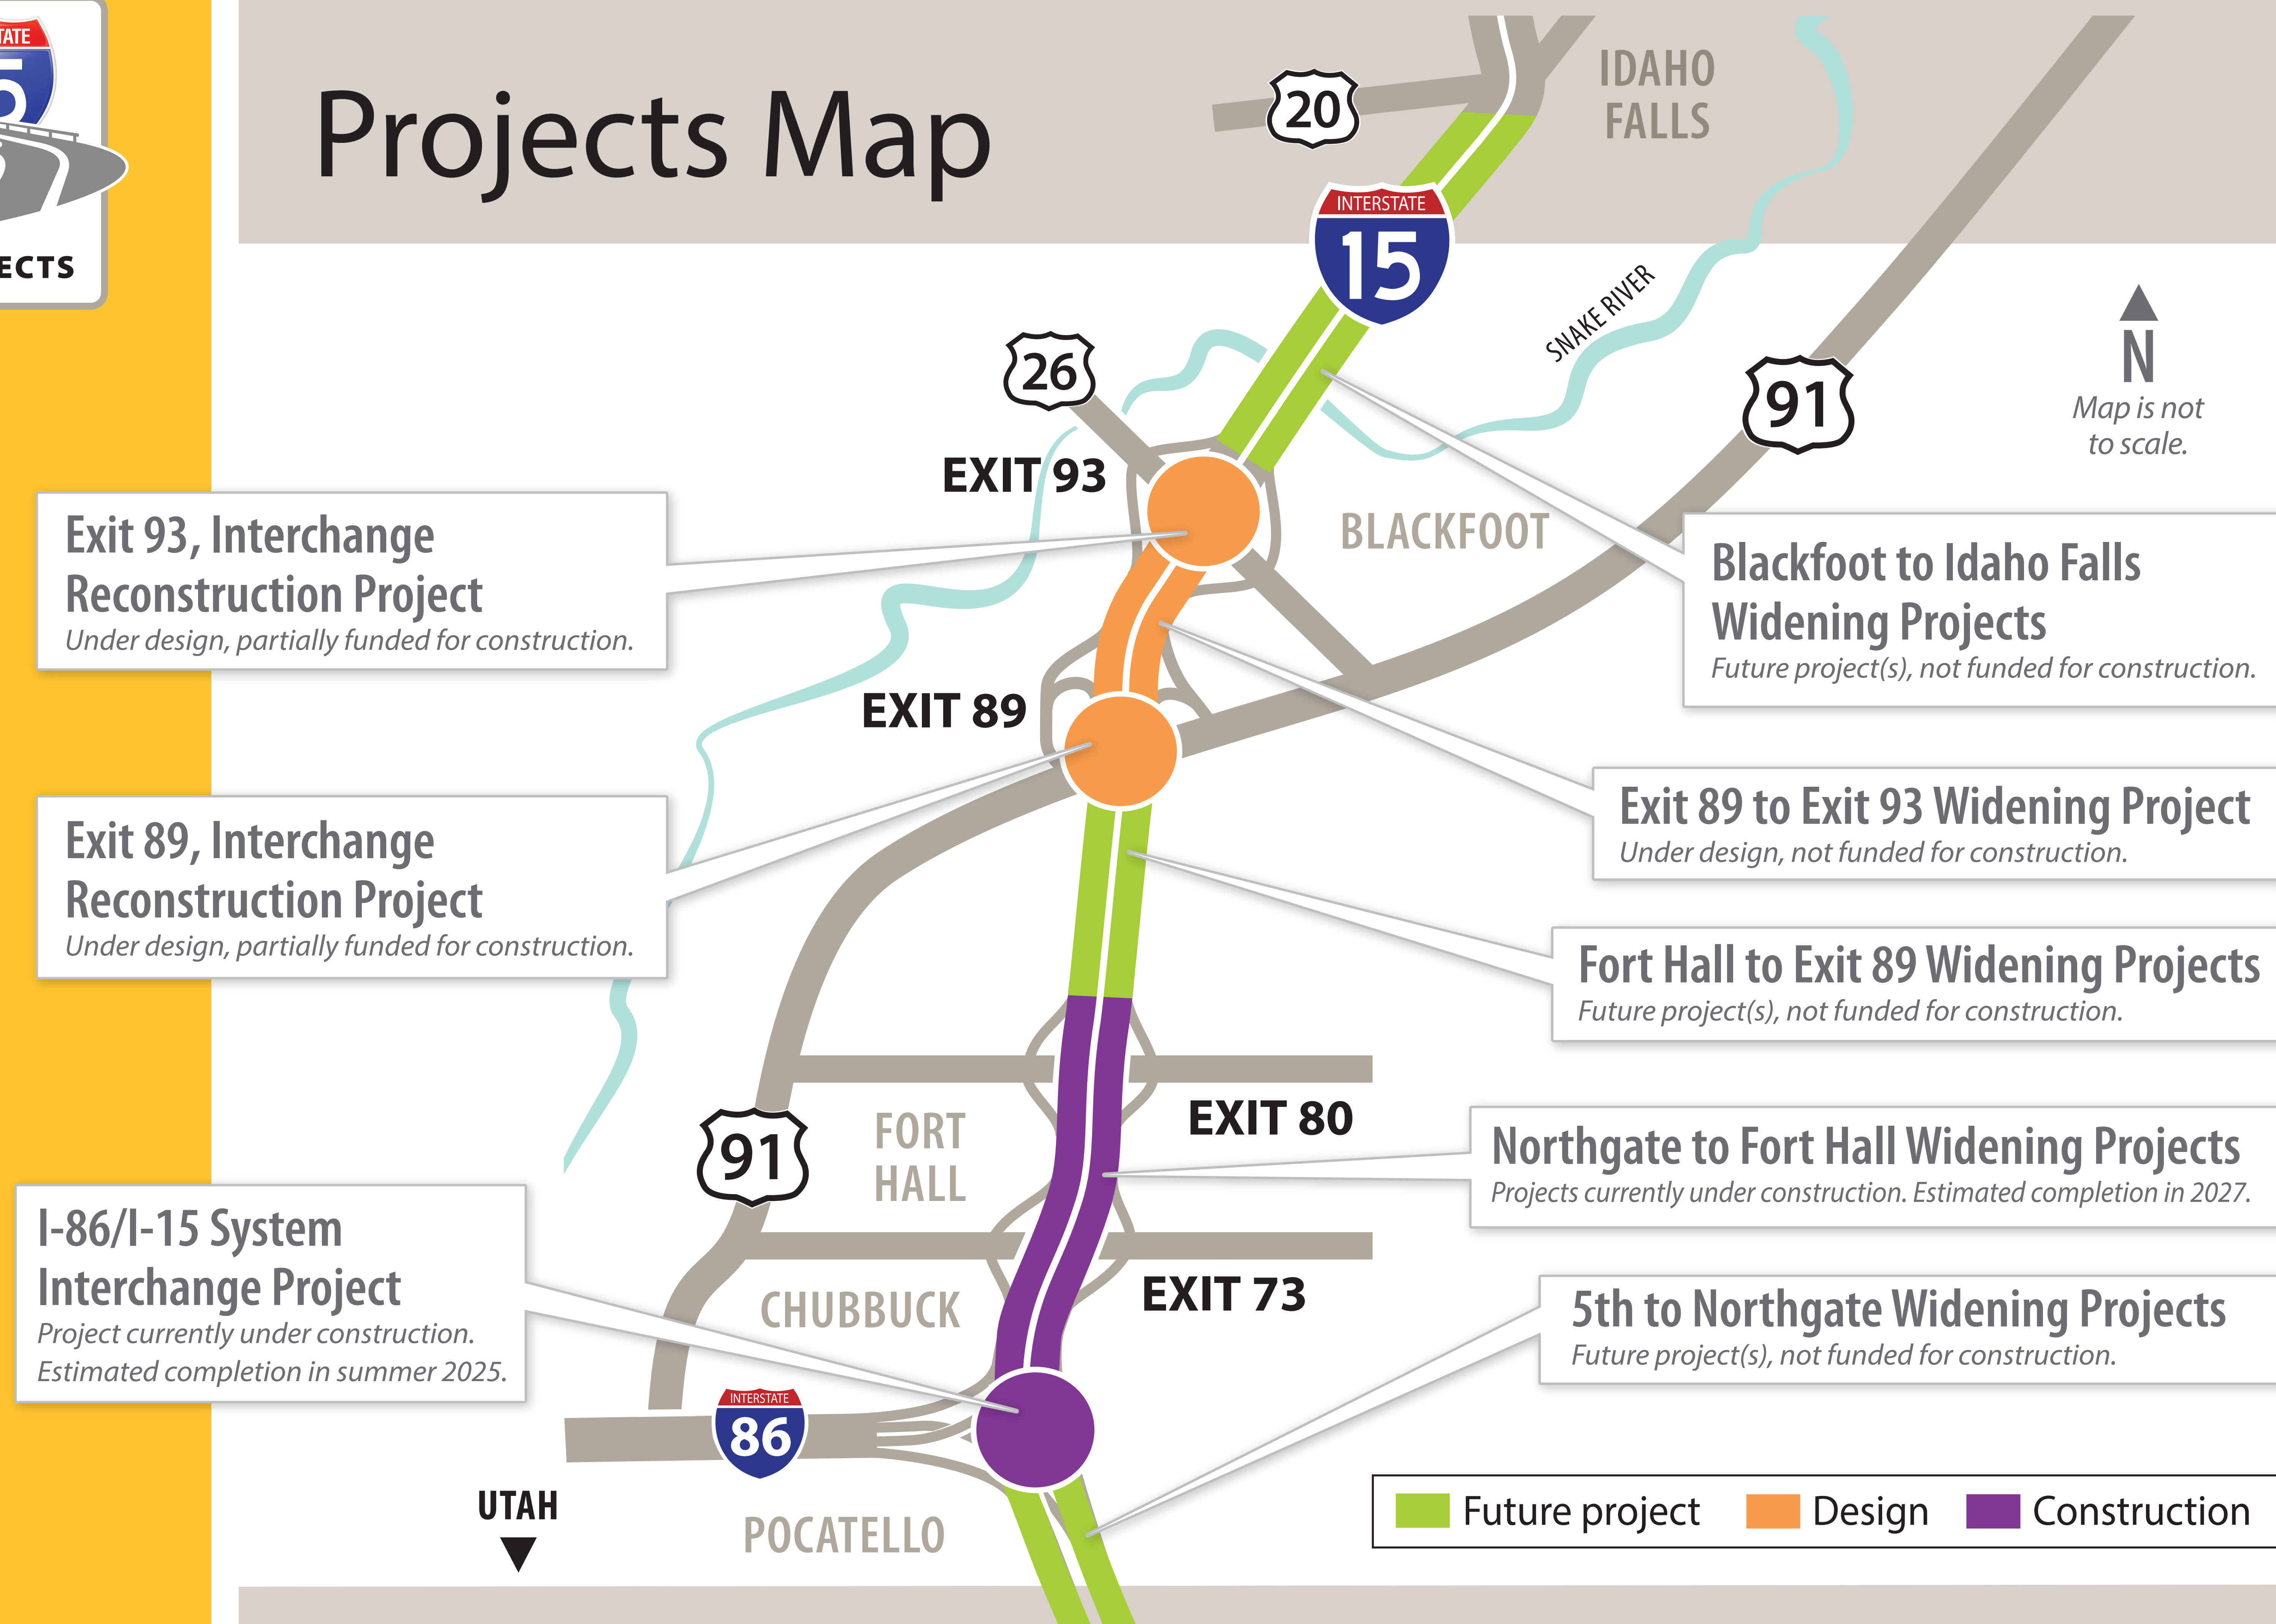 TATE
5
ECTS
Projects Map
IDAHO
FALLS
20
INTERSTATE
15
SNAKE RIVER
26
91
N
Map is not
to scale.
EXIT 93
BLACKFOOT
Exit 93, Interchange
Reconstruction Project
Under design, partially funded for construction.
Blackfoot to Idaho Falls
Widening Projects
Future project(s), not funded for construction.
EXIT 89
Exit 89 to Exit 93 Widening Project
Under design, not funded for construction.
Exit 89, Interchange
Reconstruction Project
Under design, partially funded for construction.
Fort Hall to Exit 89 Widening Projects
Future project(s), not funded for construction.
EXIT 80
FORT
HALL
91
Northgate to Fort Hall Widening Projects
Projects currently under construction. Estimated completion in 2027.
I-86/I-15 System
Interchange Project
Project currently under construction.
Estimated completion in summer 2025.
CHUBBUCK
EXIT 73
5th to Northgate Widening Projects
Future project(s), not funded for construction.
INTERSTATE
86
UTAH
POCATELLO
Future project
Design
Construction